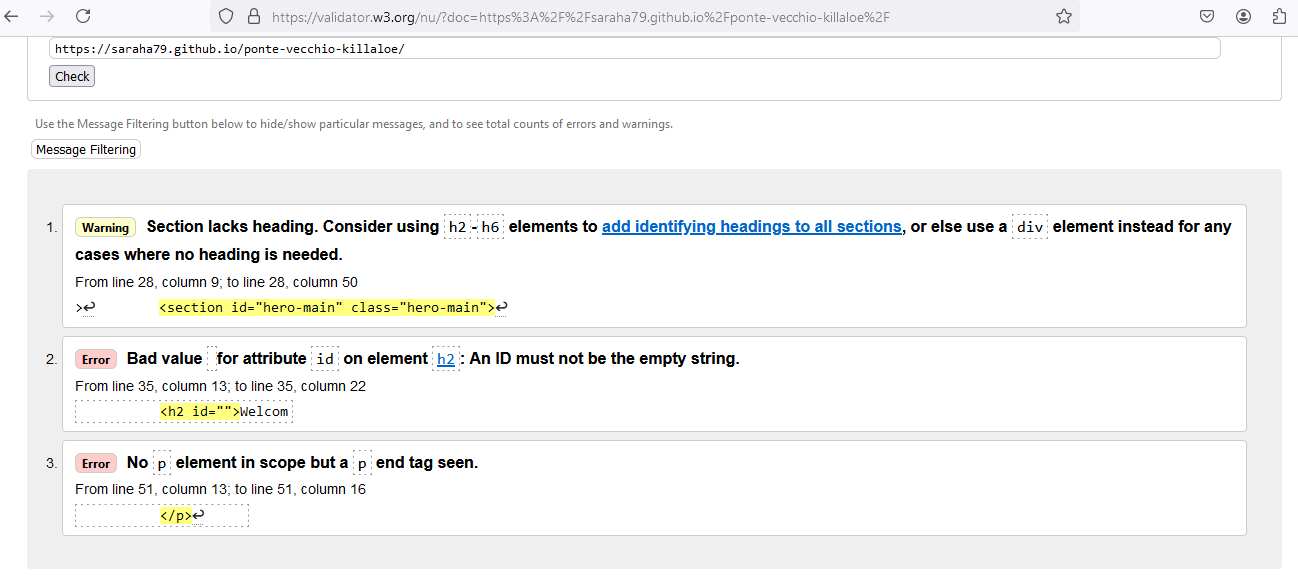 https://validator.w3.org/nu/?doc=https%3A%2F%2Fsaraha79.github.io%2Fponte-vecchio-killaloe%2F
https://saraha79.github.io/ponte-vecchio-killaloe/
Check
Use the Message Filtering button below to hide/show particular messages, and to see total counts of errors and warnings.
Message Filtering
1. Warning Section lacks heading. Consider using h2-h6 elements to add identifying headings to all sections, or else use a div element instead for any
cases where no heading is needed.
From line 28, column 9; to line 28, column 50
>↩ <section id="hero-main" class="hero-main">↩
2. Error Bad value for attribute id on element h2: An ID must not be the empty string.
From line 35, column 13; to line 35, column 22
<h2 id="">Welcom
3. Error No p element in scope but a p end tag seen.
From line 51, column 13; to line 51, column 16
</p>↩